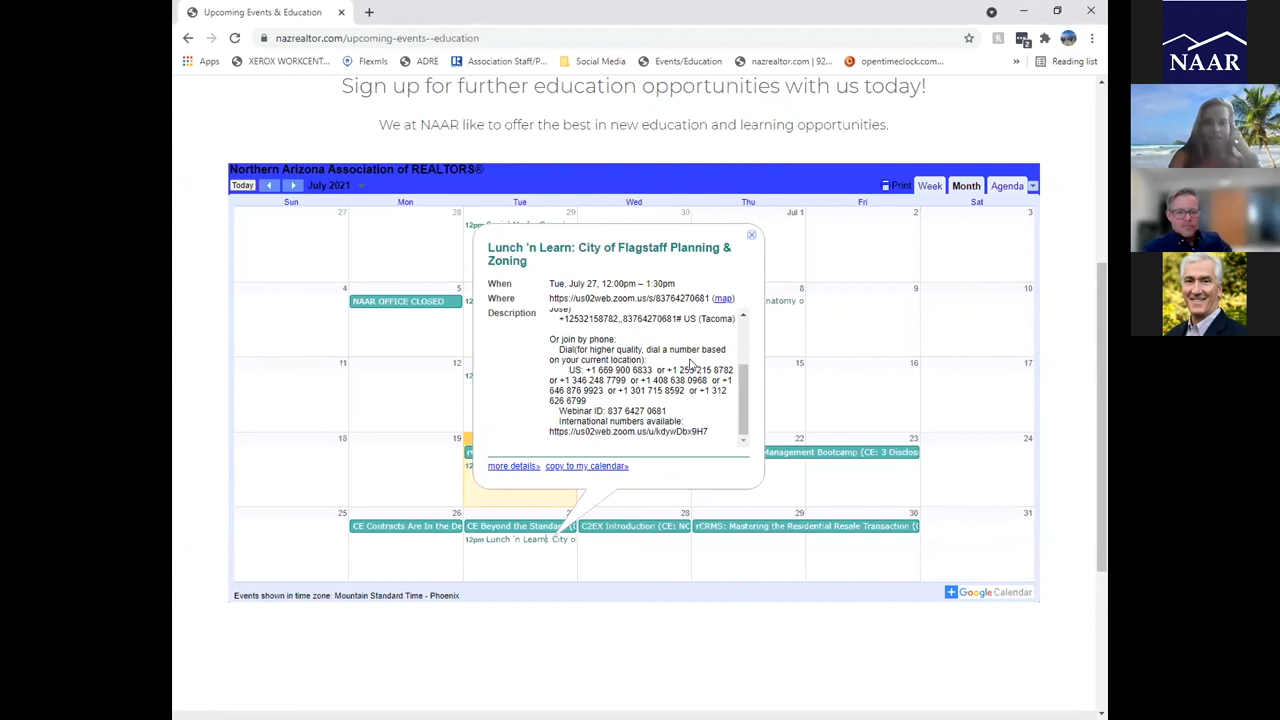 Upcoming Events & Education
nazrealtor.com/upcoming-events--education
Apps
XEROX WORKCENT...
Flexmls
ADRE
Association Staff/P...
Social Media
Events/Education
nazrealtor.com | 92...
opentimeclock.com...
»
Reading list
NAAR
Sign up for further education opportunities with us today!
We at NAAR like to offer the best in new education and learning opportunities.
Northern Arizona Association of REALTORS®
Today
July 2021
Print
Week
Month
Agenda
Sun Mon Tue Wed Thu Fri Sat
27 28 29 30 Jul 1 2 3
12pm
Lunch 'n Learn: City of Flagstaff Planning &
Zoning
When Tue, July 27, 12:00pm – 1:30pm
Where https://us02web.zoom.us/s/83764270681 (map)
Description Jose)
+12532158782,,83764270681# US (Tacoma)
Or join by phone:
Dial(for higher quality, dial a number based
on your current location):
US: +1 669 900 6833 or +1 253 215 8782
or +1 346 248 7799 or +1 408 638 0968 or +1
646 876 9923 or +1 301 715 8592 or +1 312
626 6799
Webinar ID: 837 6427 0681
International numbers available:
https://us02web.zoom.us/u/kdywDbx9H7
more details» copy to my calendar»
4 5 9 10
NAAR OFFICE CLOSED
12
natomy o
11 12 15 16 17
12
18 19 22 23 24
Management Bootcamp (CE: 3 Disclos
12
25 26 27 28 29 30 31
CE Contracts Are In the De
CE Beyond the Standa
C2EX Introduction (CE: NC
rCRMS: Mastering the Residential Resale Transaction (C
12pm Lunch 'n Learn: City o
Events shown in time zone: Mountain Standard Time - Phoenix
Google Calendar